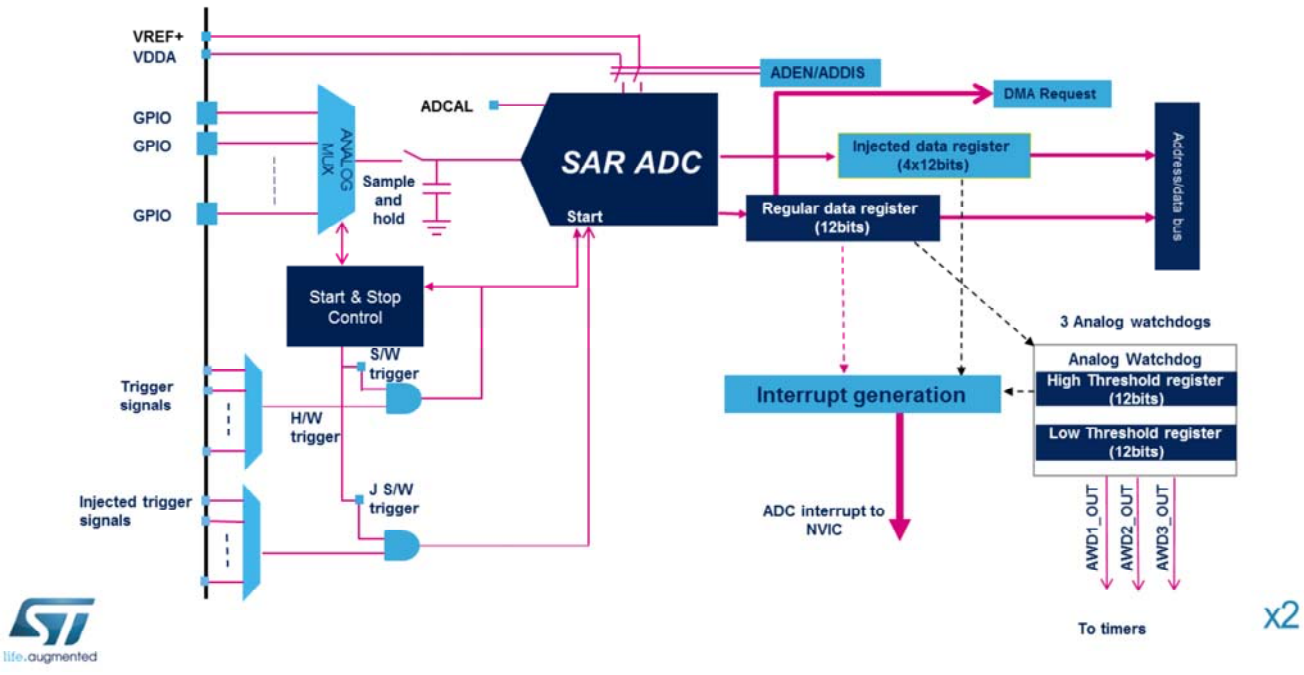 VREF+
VDDA
ADEN/ADDIS
DMA Request
ADCAL
GPIO
GPIO
GPIO
ANALOG
MUX
Sample
and
hold
SAR ADC
Start
Injected data register
(4x12bits)
Regular data register
(12bits)
Address/data bus
Start & Stop
Control
S/W
trigger
Trigger
signals
H/W
trigger
Injected trigger
signals
J S/W
trigger
Interrupt generation
ADC interrupt to
NVIC
3 Analog watchdogs
Analog Watchdog
High Threshold register
(12bits)
Low Threshold register
(12bits)
AWD1_OUT
AWD2_OUT
AWD3_OUT
To timers
x2
ST
life.augmented